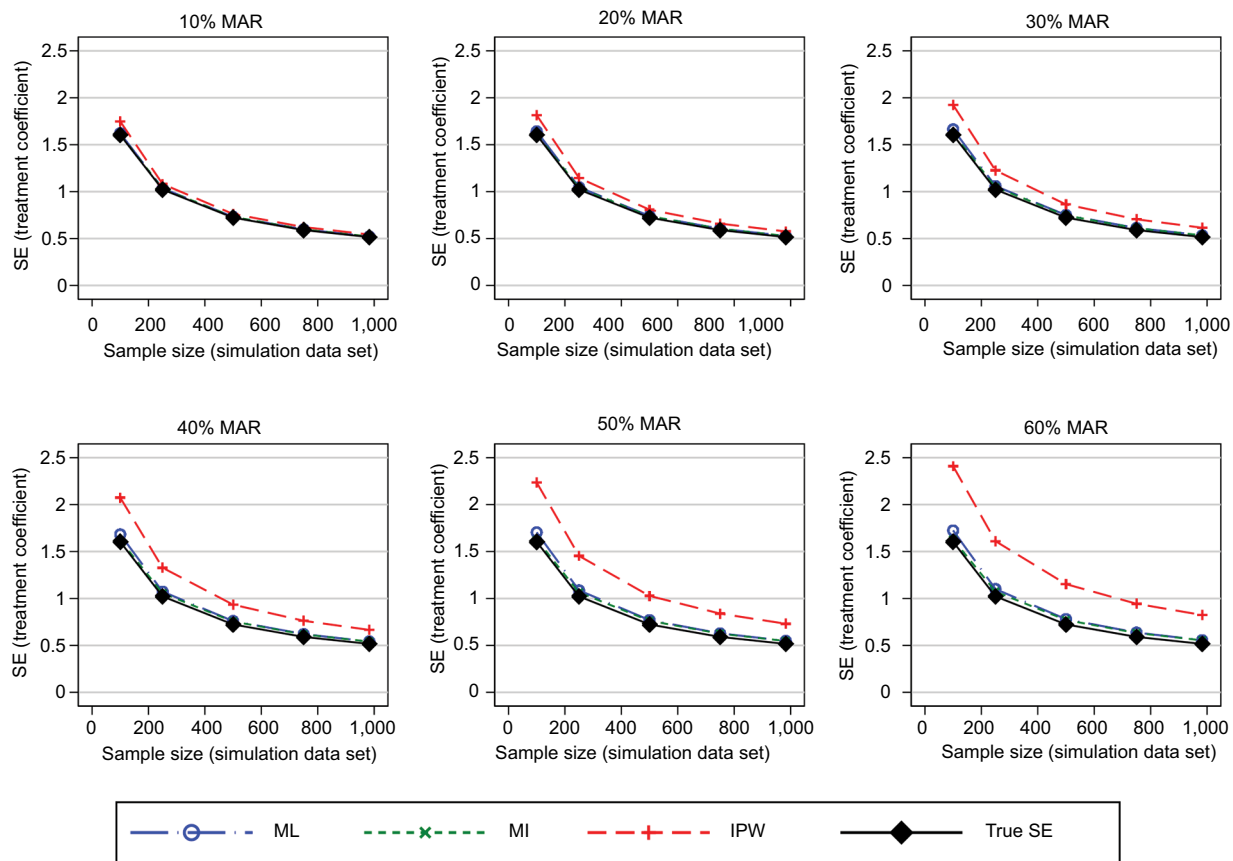 10% MAR
20% MAR
30% MAR
SE (treatment coefficient)
2.5
2
1.5
1
0.5
0
0 200 400 600 800 1,000
Sample size (simulation data set)
SE (treatment coefficient)
2.5
2
1.5
1
0.5
0
0 200 400 600 800 1,000
Sample size (simulation data set)
SE (treatment coefficient)
2.5
2
1.5
1
0.5
0
0 200 400 600 800 1,000
Sample size (simulation data set)
40% MAR
50% MAR
60% MAR
SE (treatment coefficient)
2.5
2
1.5
1
0.5
0
0 200 400 600 800 1,000
Sample size (simulation data set)
SE (treatment coefficient)
2.5
2
1.5
1
0.5
0
0 200 400 600 800 1,000
Sample size (simulation data set)
SE (treatment coefficient)
2.5
2
1.5
1
0.5
0
0 200 400 600 800 1,000
Sample size (simulation data set)
ML MI IPW True SE